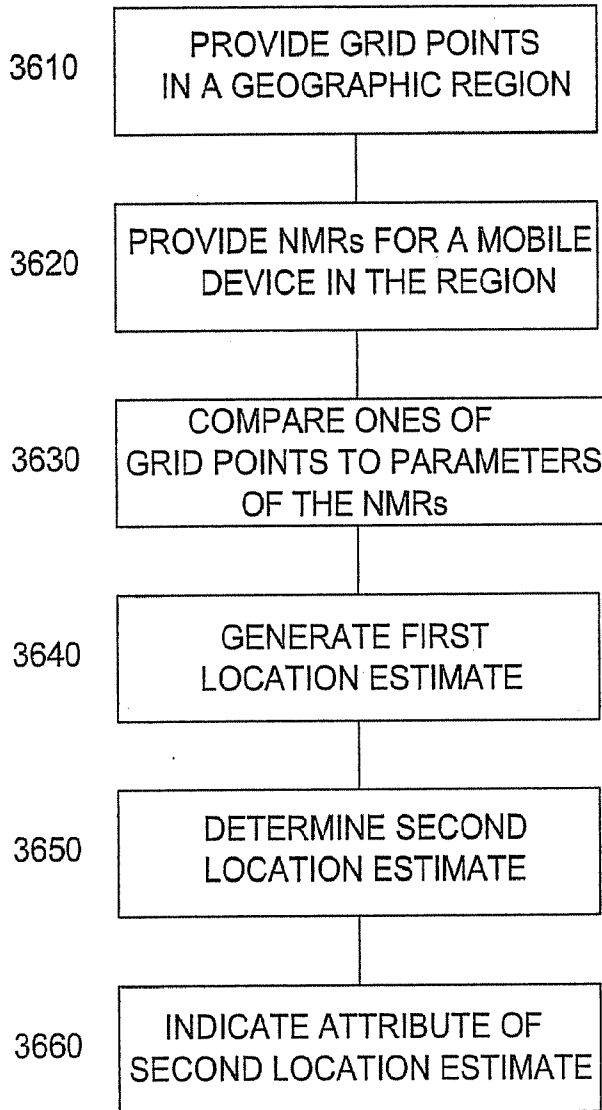 3610
PROVIDE GRID POINTS
IN A GEOGRAPHIC REGION
3620
PROVIDE NMRs FOR A MOBILE
DEVICE IN THE REGION
3630
COMPARE ONES OF
GRID POINTS TO PARAMETERS
OF THE NMRs
3640
GENERATE FIRST
LOCATION ESTIMATE
3650
DETERMINE SECOND
LOCATION ESTIMATE
3660
INDICATE ATTRIBUTE OF
SECOND LOCATION ESTIMATE